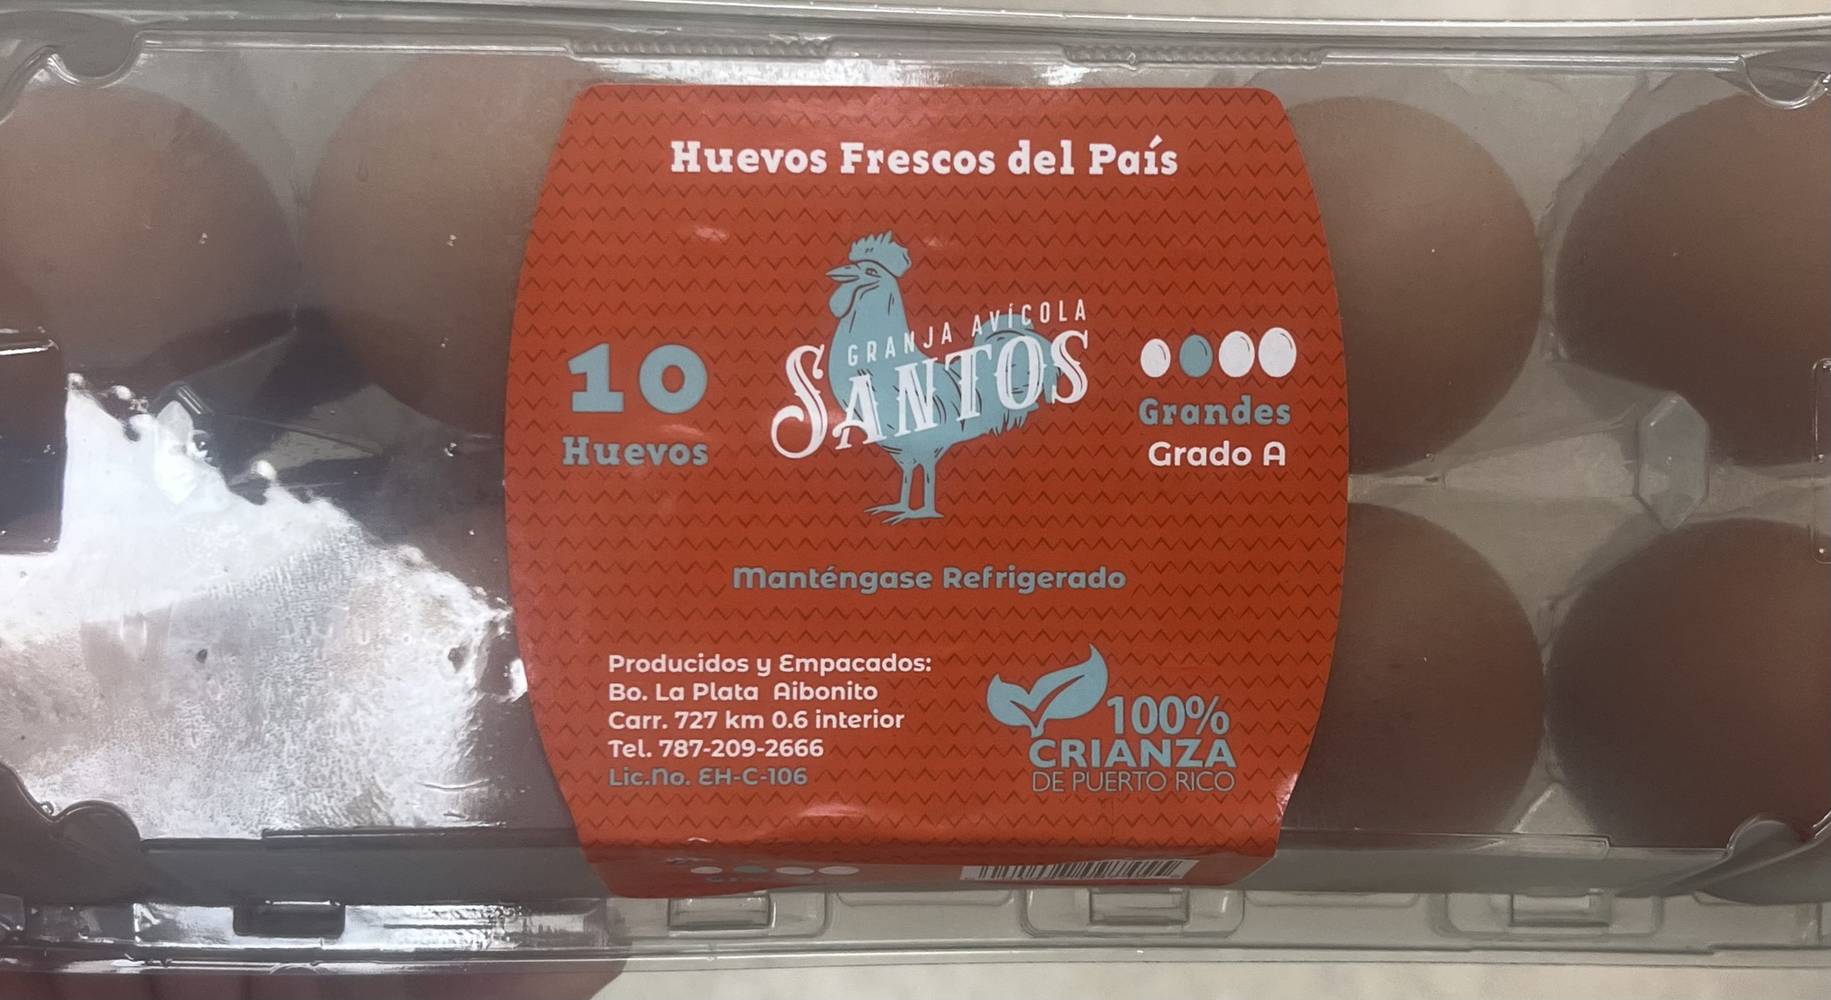 Huevos Frescos del País
GRANJA AVÍCOLA
SANTOS
10
Huevos
Grandes
Grado A
Manténgase Refrigerado
Producidos y Empacados:
Bo. La Plata Aibonito
Carr. 727 km 0.6 interior
Tel. 787-209-2666
Lic.No. EH-C-106
100%
CRIANZA
DE PUERTO RICO